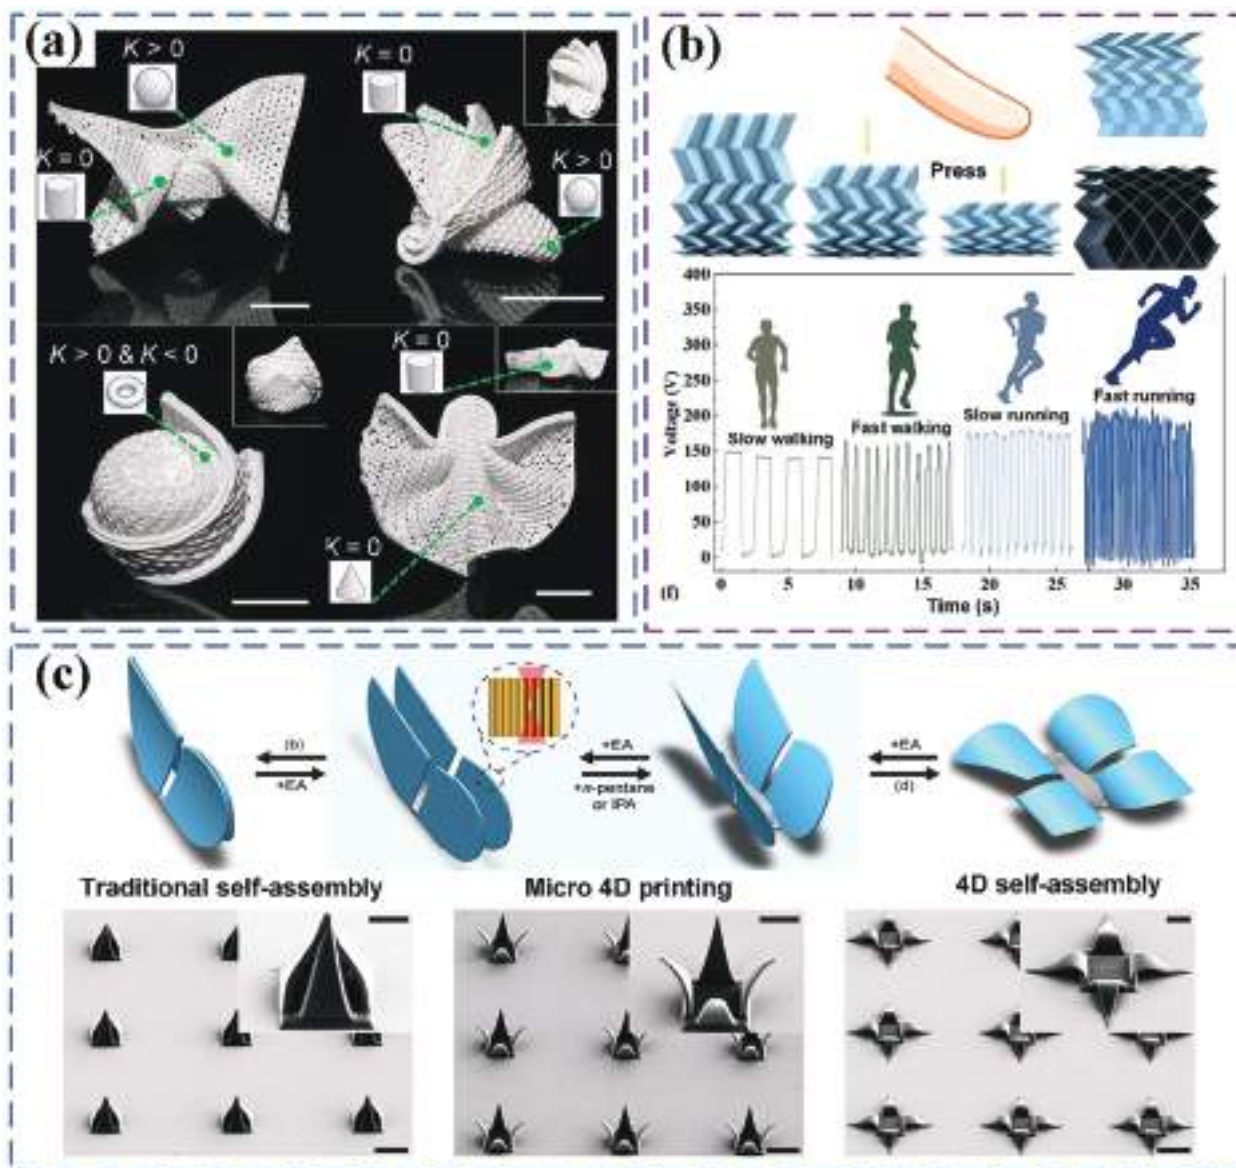 (a)
K > 0
K = 0
K = 0
K > 0
K > 0 & K < 0
K = 0
K = 0
(b)
Press
400
350
300
250
200
150
100
50
0
Voltage (V)
Slow walking
Fast walking
Slow running
Fast running
0
5
10
15
20
25
30
35
Time (s)
(f)
(c)
(b)
+EA
+EA
+n-pentane
or IPA
+EA
(d)
Traditional self-assembly
Micro 4D printing
4D self-assembly